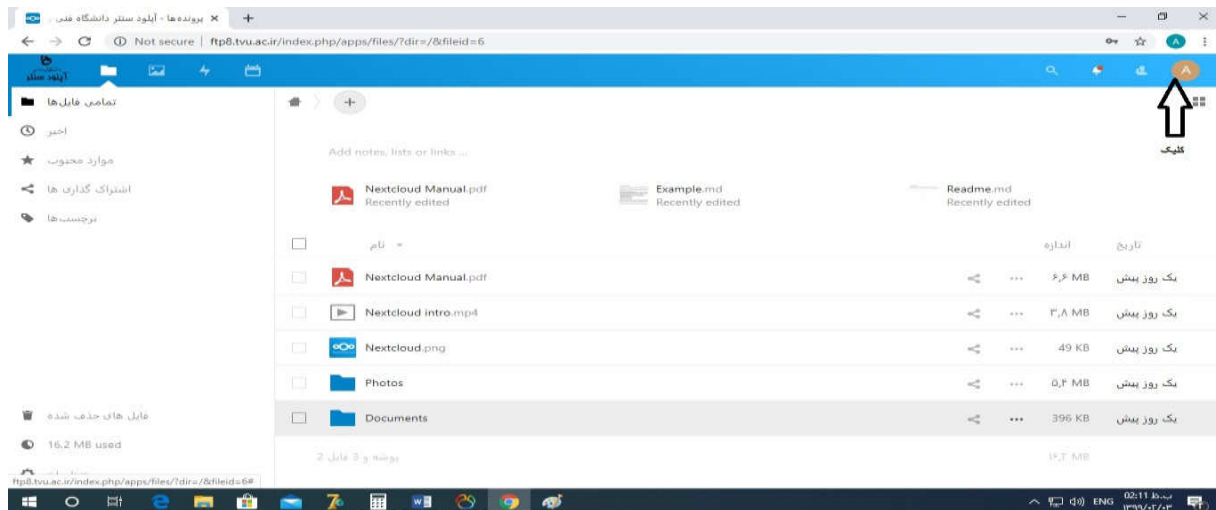 پرونده‌ها - آپلود سنتر دانشگاه فنی
Not secure | ftp8.tvu.ac.ir/index.php/apps/files/?dir=/&fileid=6
A
آپلود سنتر
A
تمامی فایل‌ها
اخیر
موارد محبوب
اشتراک گذاری ها
برچسب‌ها
Add notes, lists or links ...
کلیک
Nextcloud Manual.pdf
Recently edited
Example.md
Recently edited
Readme.md
Recently edited
نام
اندازه
تاریخ
Nextcloud Manual.pdf
۶,۶ MB
یک روز پیش
Nextcloud intro.mp4
۳,۸ MB
یک روز پیش
Nextcloud.png
49 KB
یک روز پیش
Photos
۵,۴ MB
یک روز پیش
Documents
396 KB
یک روز پیش
2 پوشه و 3 فایل
MB
فایل های حذف شده
16.2 MB used
ftp8.tvu.ac.ir/index.php/apps/files/?dir=/&fileid=6#
ENG
02:11 ب.ظ